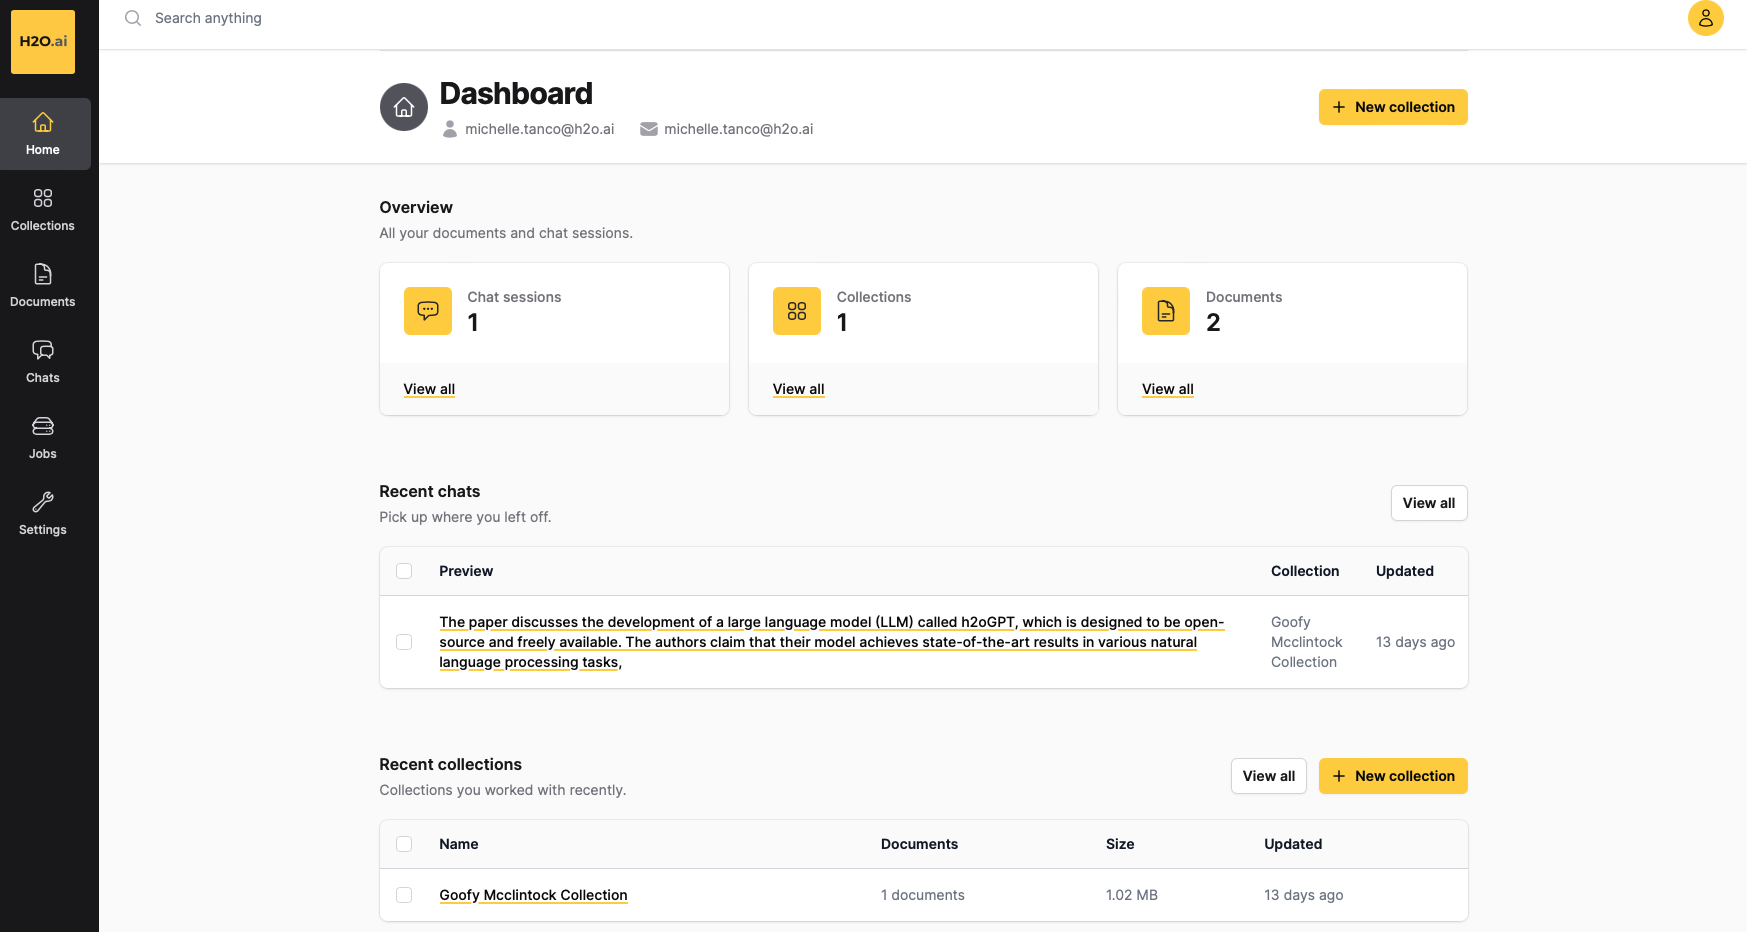 H2O.ai
Search anything
Home
Collections
Documents
Chats
Jobs
Settings
Dashboard
michelle.tanco@h2o.ai michelle.tanco@h2o.ai
+ New collection
Overview
All your documents and chat sessions.
Chat sessions
1
View all
Collections
1
View all
Documents
2
View all
Recent chats
Pick up where you left off.
View all
Preview Collection Updated
The paper discusses the development of a large language model (LLM) called h2oGPT, which is designed to be open-
source and freely available. The authors claim that their model achieves state-of-the-art results in various natural
language processing tasks,
Goofy
Mcclintock
Collection
13 days ago
Recent collections
Collections you worked with recently.
View all
+ New collection
Name Documents Size Updated
Goofy Mcclintock Collection 1 documents 1.02 MB 13 days ago